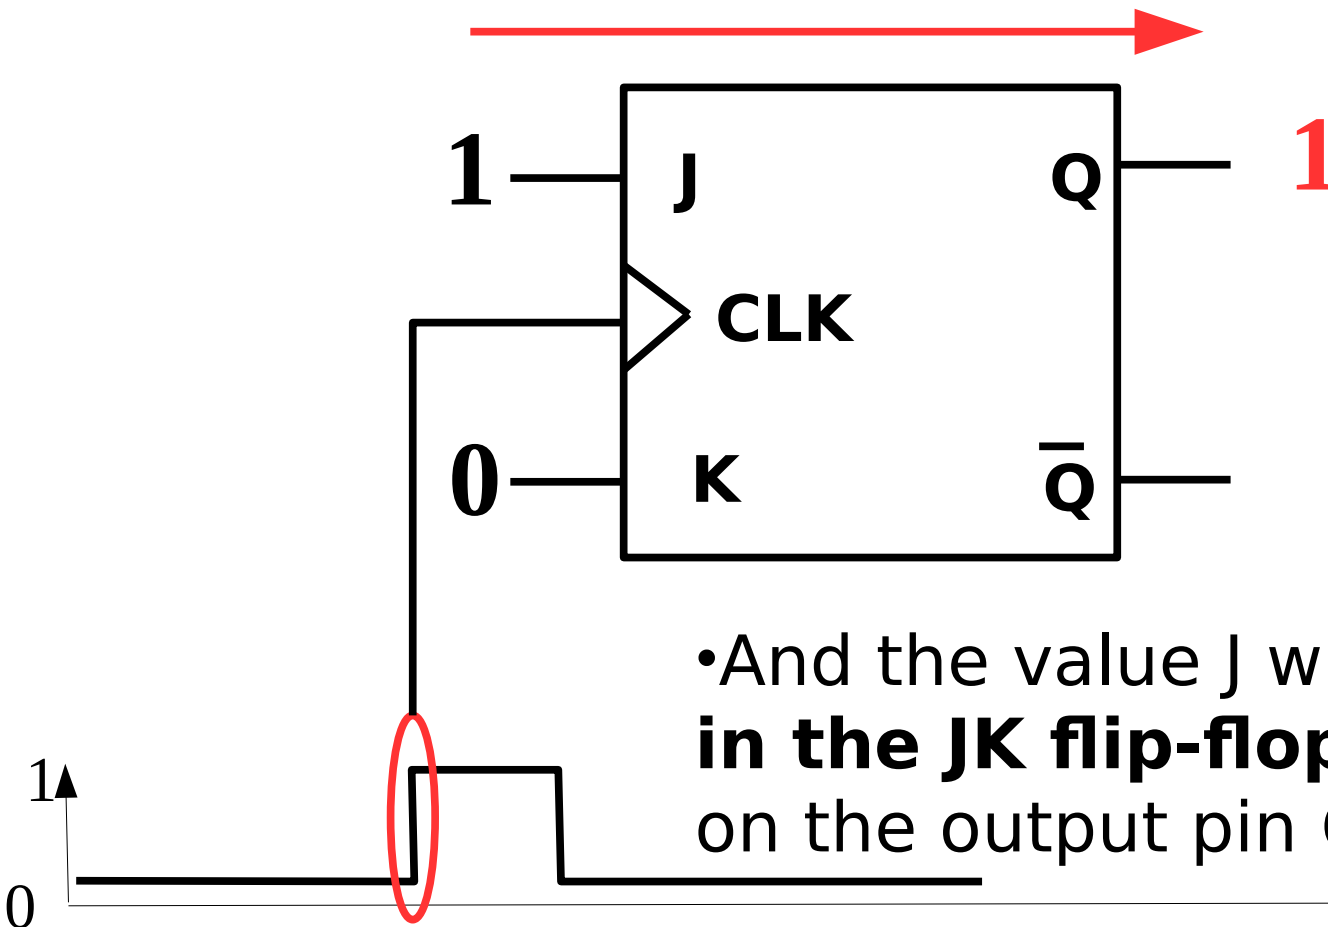 1
J
Q
1
CLK
0
K
Q
•And the value J w
in the JK flip-flop
on the output pin
1
0